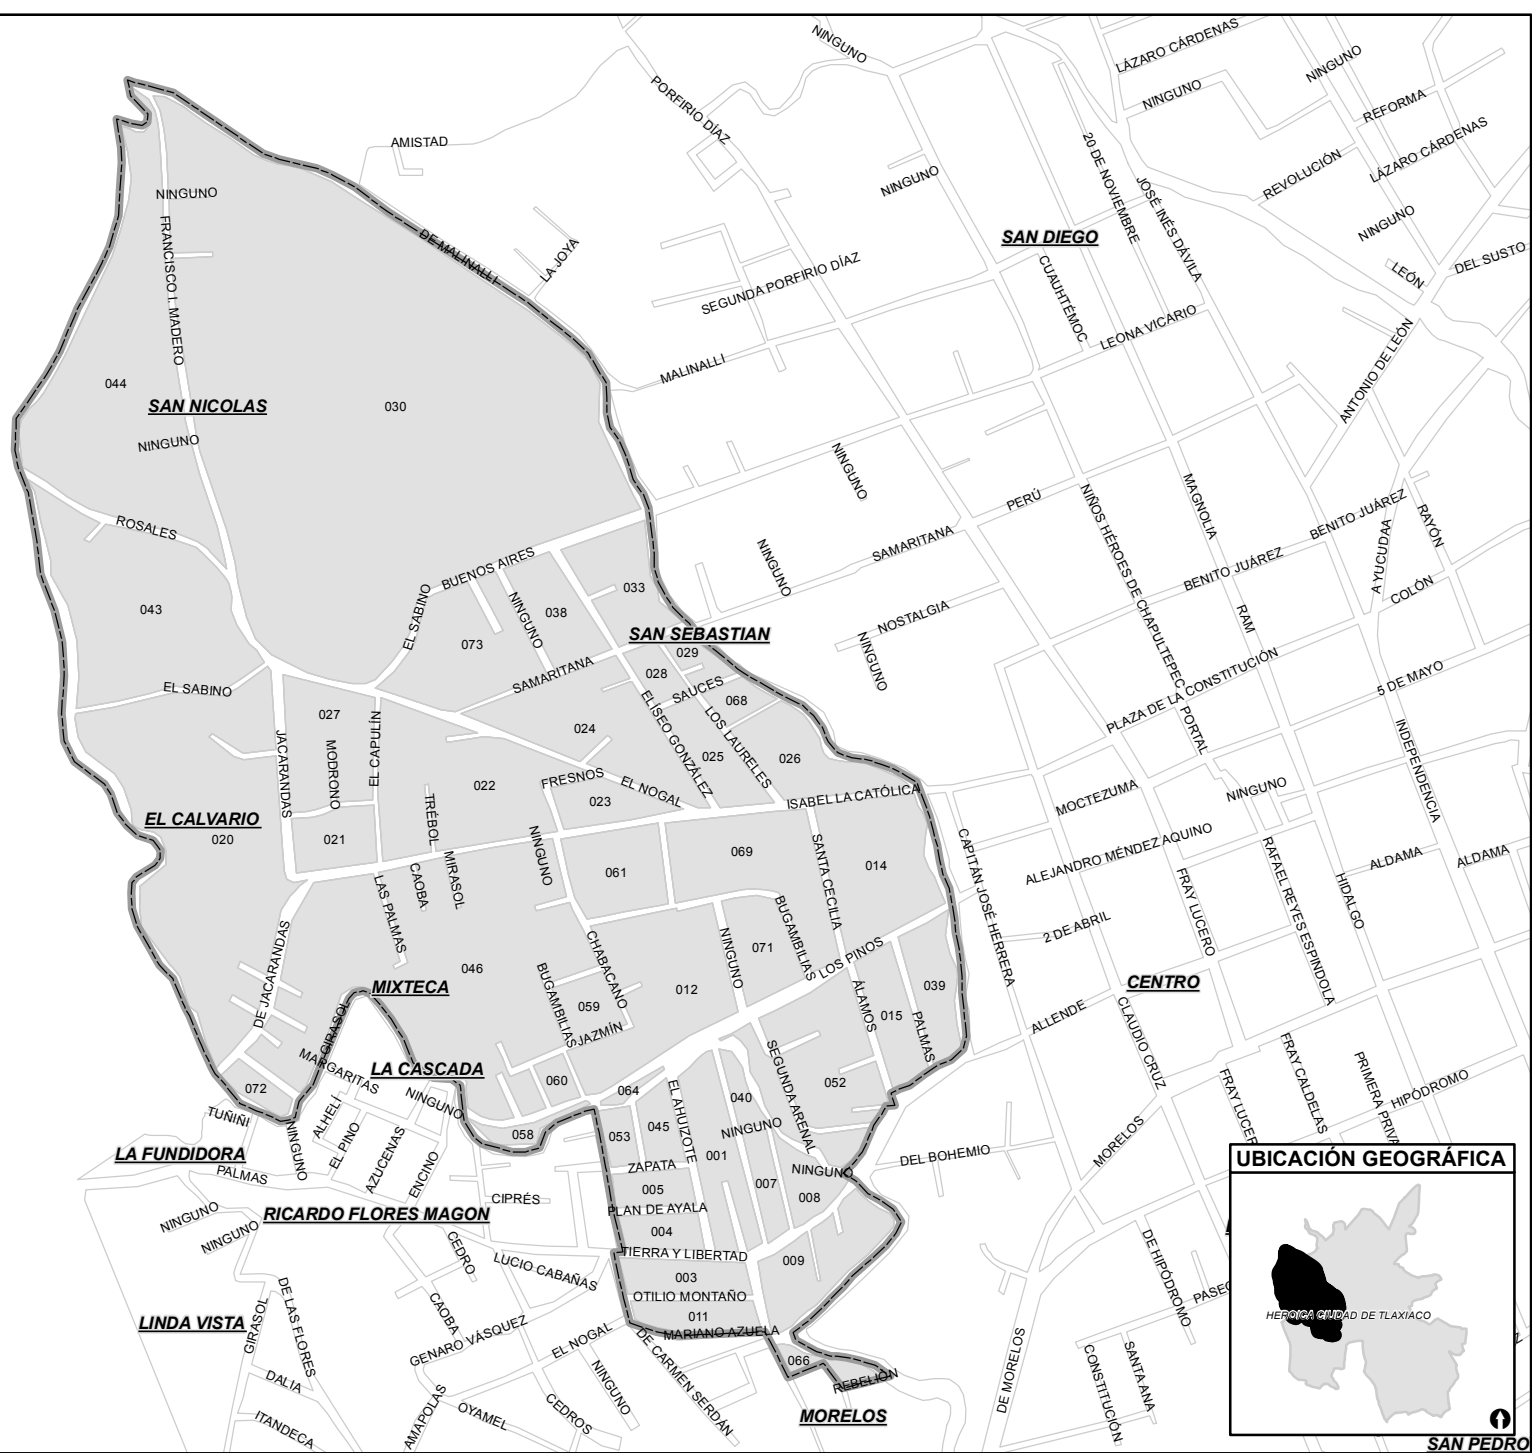 NINGUNO
LÁZARO CÁRDENAS
NINGUNO
PORFIRIO DÍAZ
NINGUNO
REFORMA
AMISTAD
20 DE NOVIEMBRE
LÁZARO CÁRDENAS
REVOLUCIÓN
NINGUNO
NINGUNO
JOSÉ INÉS DÁVILA
FRANCISCO I. MADERO
NINGUNO
DE MALINALLI
SAN DIEGO
LA JOYA
DEL SUSTO
SEGUNDA PORFIRIO DÍAZ
CUAUHTÉMOC
LEÓN
LEONA VICARIO
MALINALLI
ANTONIO DE LEÓN
044
SAN NICOLAS
030
NINGUNO
NINGUNO
PERÚ
NIÑOS HÉROES DE CHAPULTEPEC
MAGNOLIA
BENITO JUÁREZ
RAYÓN
ROSALES
SAMARITANA
NINGUNO
BUENOS AIRES
BENITO JUÁREZ
A YUCUDAA
COLÓN
043
EL SABINO
NINGUNO
038
033
NOSTALGIA
RAM
SAN SEBASTIAN
073
029
NINGUNO
SAMARITANA
028
SAUCES
EL SABINO
PLAZA DE LA CONSTITUCIÓN
5 DE MAYO
068
027
ELISEO GONZÁLEZ
LOS LAURELES
024
PORTAL
JACARANDAS
MODRONO
EL CAPULÍN
025
026
INDEPENDENCIA
022
FRESNOS
EL NOGAL
ISABEL LA CATÓLICA
MOCTEZUMA
NINGUNO
TRÉBOL
023
EL CALVARIO
020
021
069
ALEJANDRO MÉNDEZ AQUINO
CAPITÁN JOSÉ HERRERA
NINGUNO
MIRASOL
CAOBA
061
SANTA CECILIA
014
RAFAEL REYES ESPINDOLA
ALDAMA
ALDAMA
HIDALGO
LAS PALMAS
FRAY LUCERO
BUGAMBILIAS
2 DE ABRIL
DE JACARANDAS
CHABACANO
NINGUNO
071
LOS PINOS
046
MIXTECA
BUGAMBILIAS
012
039
CENTRO
059
ÁLAMOS
015
ALLENDE
JAZMÍN
PALMAS
CLAUDIO CRUZ
GIRASOL
MARGARITAS
LA CASCADA
SEGUNDA ARENAL
FRAY CALDELAS
PRIMERA PRIVA
072
060
064
EL AHUIZOTE
052
FRAY LUCER
HIPÓDROMO
NINGUNO
040
TUÑIÑI
ALHELÍ
NINGUNO
EL PINO
058
053
045
NINGUNO
MORELOS
LA FUNDIDORA
AZUCENAS
001
DEL BOHEMIO
UBICACIÓN GEOGRÁFICA
PALMAS
ENCINO
ZAPATA
NINGUNO
005
007
008
CIPRÉS
PLAN DE AYALA
NINGUNO
RICARDO FLORES MAGON
004
NINGUNO
CEDRO
LUCIO CABAÑAS
TIERRA Y LIBERTAD
009
DE HIPÓDROMO
003
PASEO
OTILIO MONTAÑO
DE LAS FLORES
CAOBA
011
HEROICA CIUDAD DE TLAXIACO
LINDA VISTA
GIRASOL
GENARO VÁSQUEZ
EL NOGAL
MARIANO AZUELA
DE CARMEN SERDÁN
066
NINGUNO
DE MORELOS
CONSTITUCIÓN
SANTA ANA
DALIA
REBELIÓN
AMAPOLAS
OYAMEL
CEDROS
MORELOS
ITANDECA
SAN PEDRO